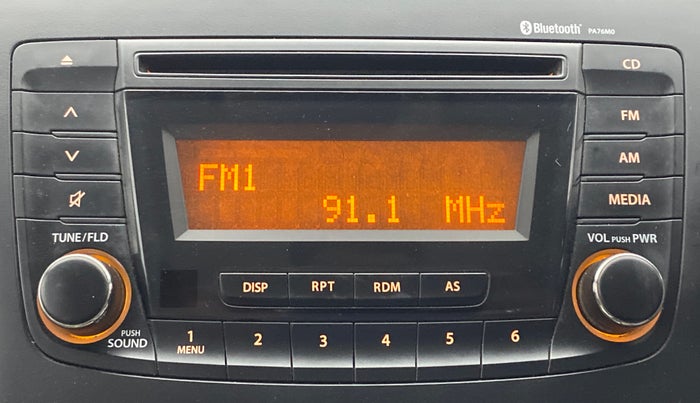 Bluetooth PA76M0
CD
FM
AM
MEDIA
FM1
91.1 MHz
TUNE/FLD
VOL PUSH PWR
DISP RPT RDM AS
PUSH SOUND
1 MENU 2 3 4 5 6